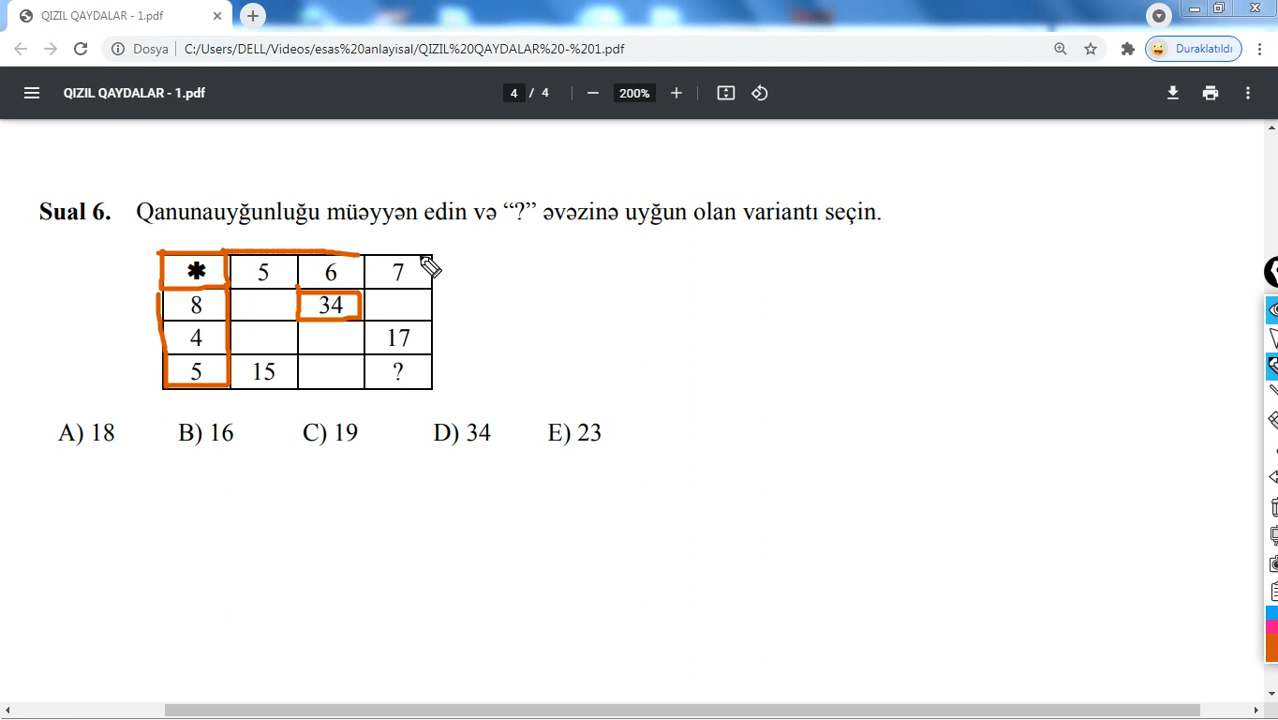 QIZIL QAYDALAR - 1.pdf
Dosya C:/Users/DELL/Videos/esas%20anlayisal/QIZIL%20QAYDALAR%20-%201.pdf Duraklatıldı
QIZIL QAYDALAR - 1.pdf 4 / 4 200%
Sual 6. Qanunauyğunluğu müəyyən edin və “?” əvəzinə uyğun olan variantı seçin.
✱ 5 6 7
8 34
4 17
5 15 ?
A) 18 B) 16 C) 19 D) 34 E) 23